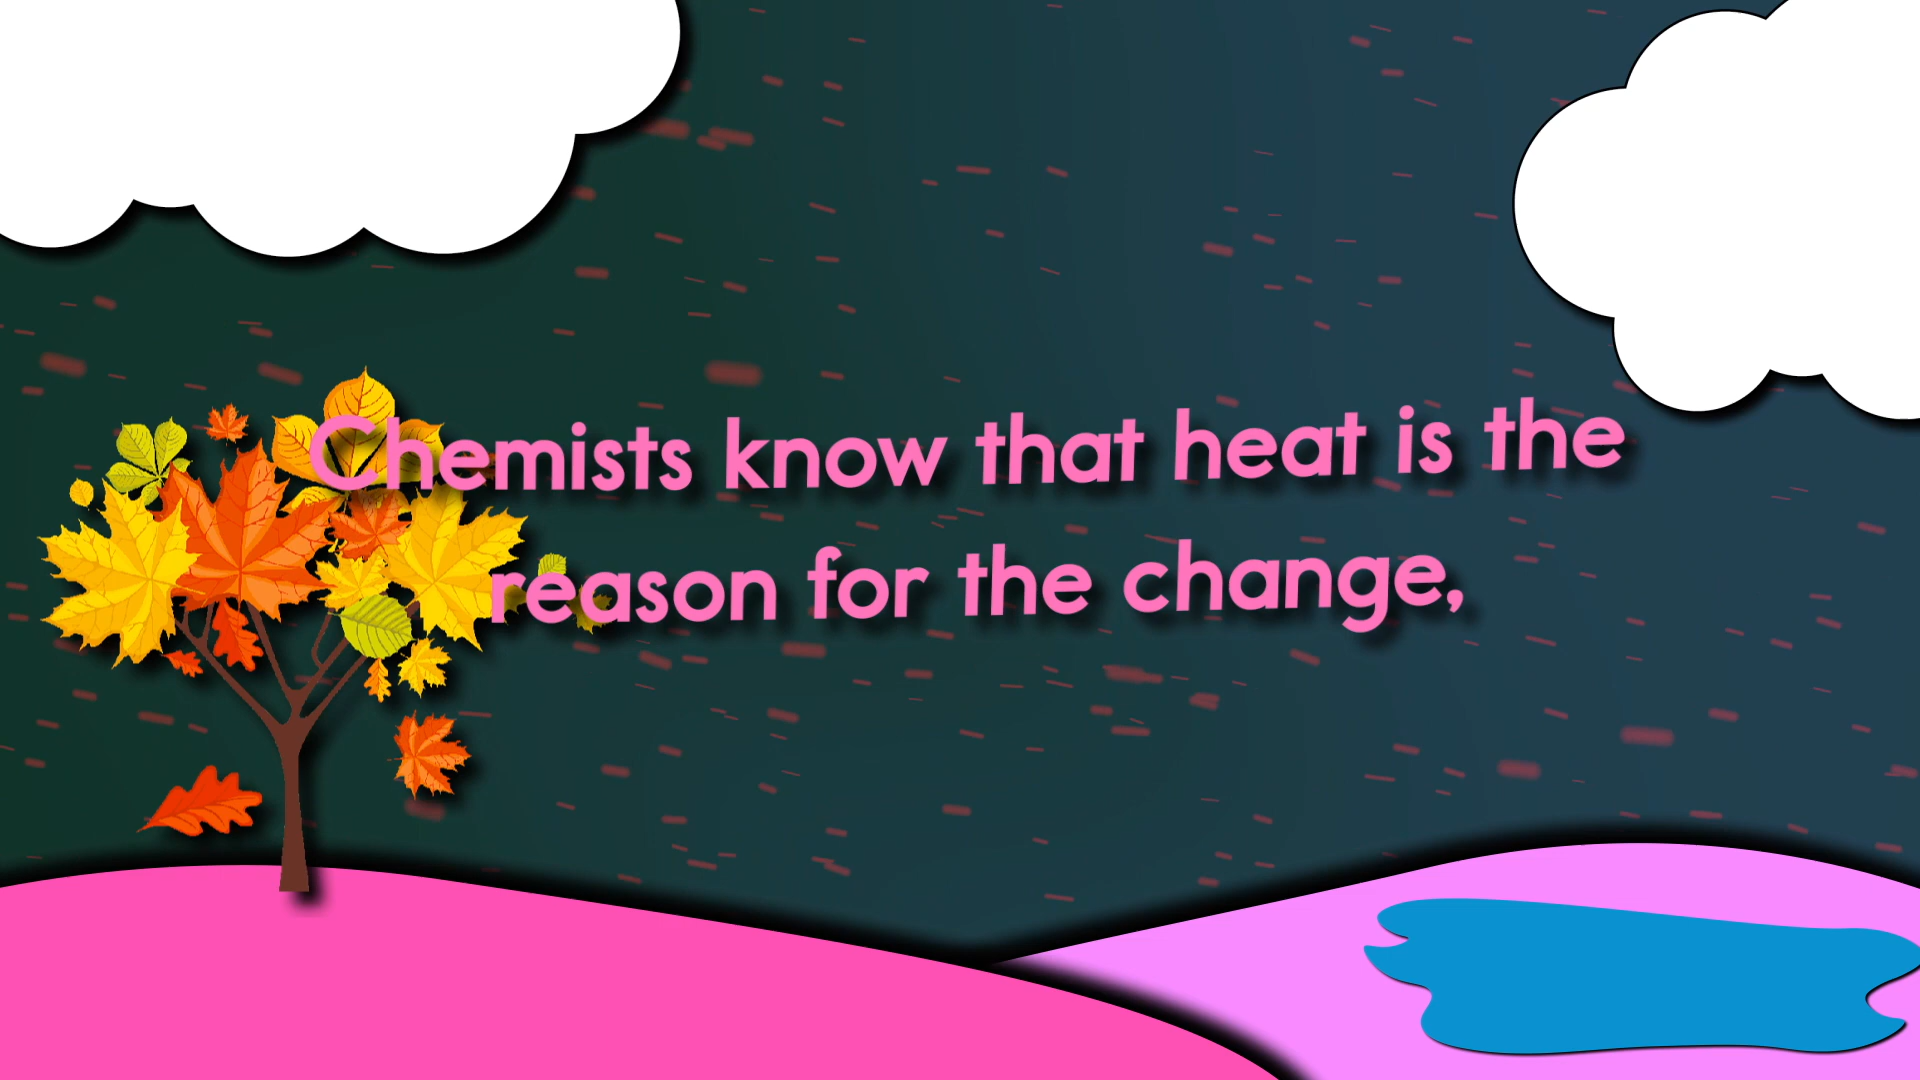 Chemists know that heat is the
reason for the change,